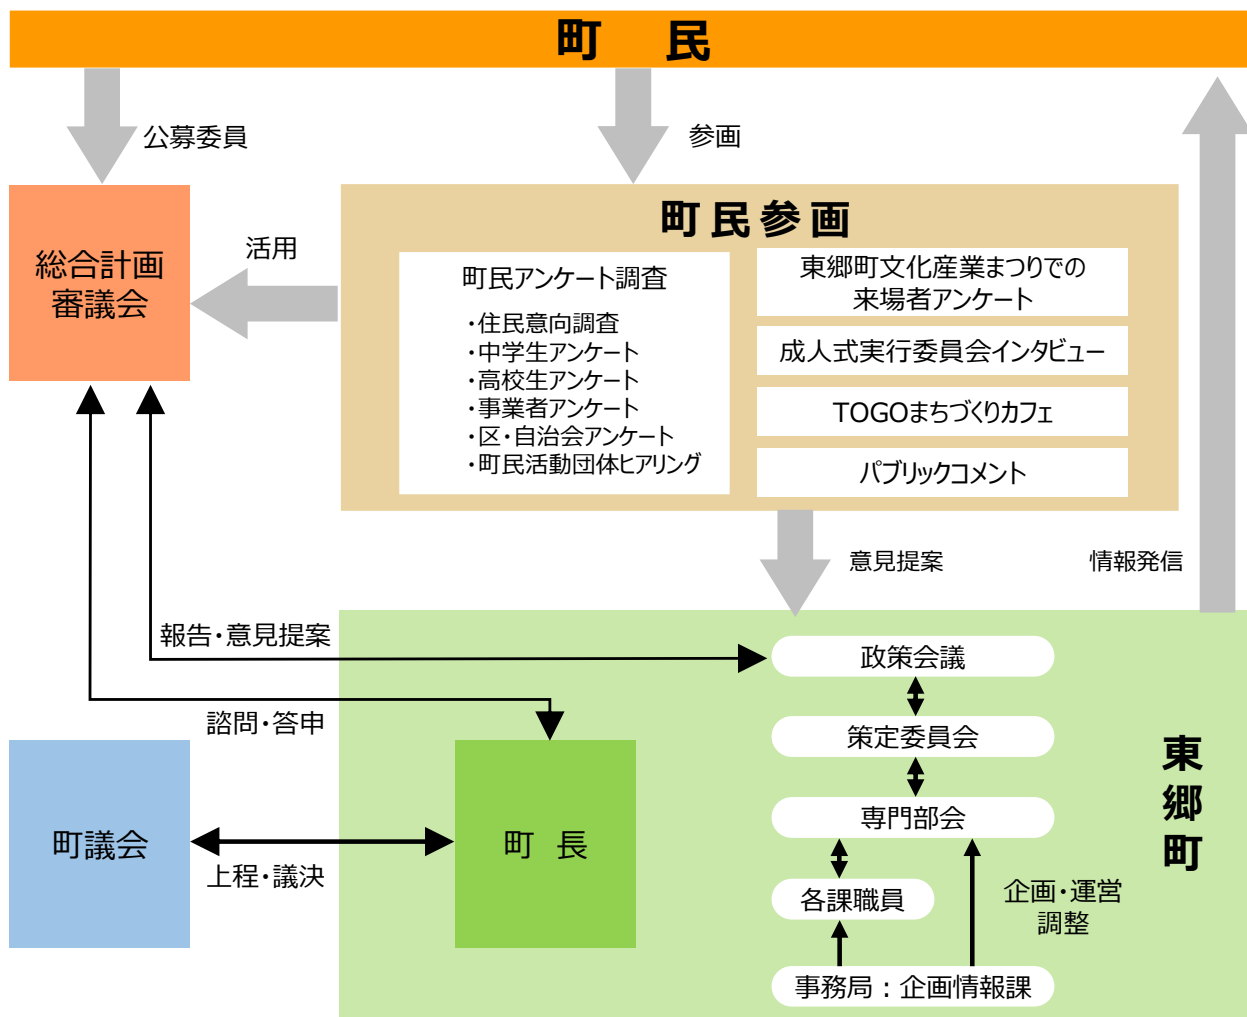 町　民
公募委員
参画
総合計画
審議会
活用
町民参画
町民アンケート調査
・住民意向調査
・中学生アンケート
・高校生アンケート
・事業者アンケート
・区・自治会アンケート
・町民活動団体ヒアリング
東郷町文化産業まつりでの
来場者アンケート
成人式実行委員会インタビュー
TOGOまちづくりカフェ
パブリックコメント
意見提案
情報発信
報告・意見提案
諮問・答申
町議会
上程・議決
町　長
政策会議
策定委員会
専門部会
各課職員
企画・運営
調整
事務局：企画情報課
東郷町